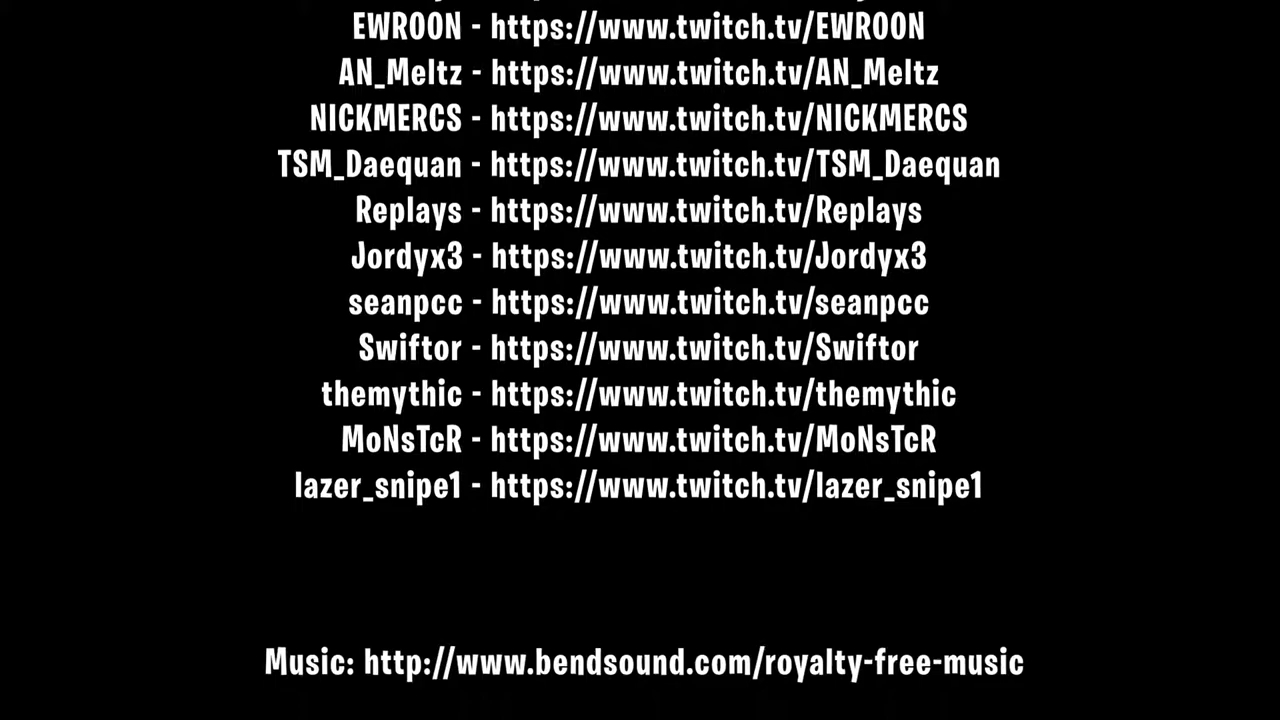 EWROON - https://www.twitch.tv/EWROON
AN_Meltz - https://www.twitch.tv/AN_Meltz
NICKMERCS - https://www.twitch.tv/NICKMERCS
TSM_Daequan - https://www.twitch.tv/TSM_Daequan
Replays - https://www.twitch.tv/Replays
Jordyx3 - https://www.twitch.tv/Jordyx3
seanpcc - https://www.twitch.tv/seanpcc
Swiftor - https://www.twitch.tv/Swiftor
themythic - https://www.twitch.tv/themythic
MoNsTcR - https://www.twitch.tv/MoNsTcR
lazer_snipe1 - https://www.twitch.tv/lazer_snipe1
Music: http://www.bendsound.com/royalty-free-music